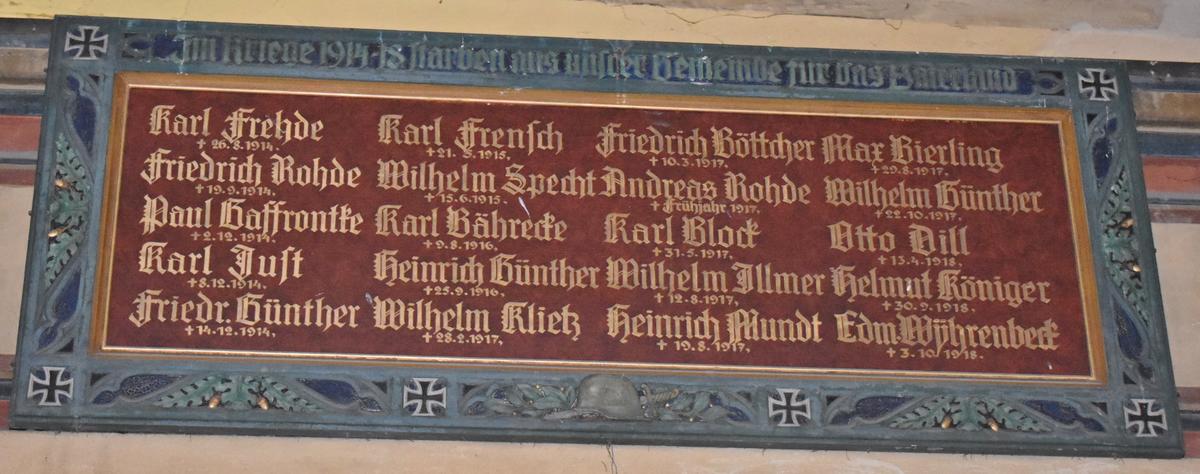 Im Kriege 1914-18 starben aus unsrer Gemeinde für das Vaterland
Karl Frehde
+ 26.8.1914.
Friedrich Rohde
+ 19.9.1914.
Paul Gaffrontke
+ 2.12.1914.
Karl Just
+ 8.12.1914.
Friedr. Günther
+ 14.12.1914.
Karl Frensch
+ 21.5.1915.
Wilhelm Specht
+ 15.6.1915.
Karl Bährecke
+ 9.8.1916.
Heinrich Günther
+ 25.9.1916.
Wilhelm Klietz
+ 28.2.1917.
Friedrich Böttcher
+ 10.3.1917.
Andreas Rohde
+ Frühjahr 1917.
Karl Block
+ 31.5.1917.
Wilhelm Illmer
+ 12.8.1917.
Heinrich Mundt
+ 19.8.1917.
Max Bierling
+ 29.8.1917.
Wilhelm Günther
+ 22.10.1917.
Otto Dill
+ 13.4.1918.
Helmut Königer
+ 30.9.1918.
Edm. Wöhrenbeck
+ 3.10.1918.